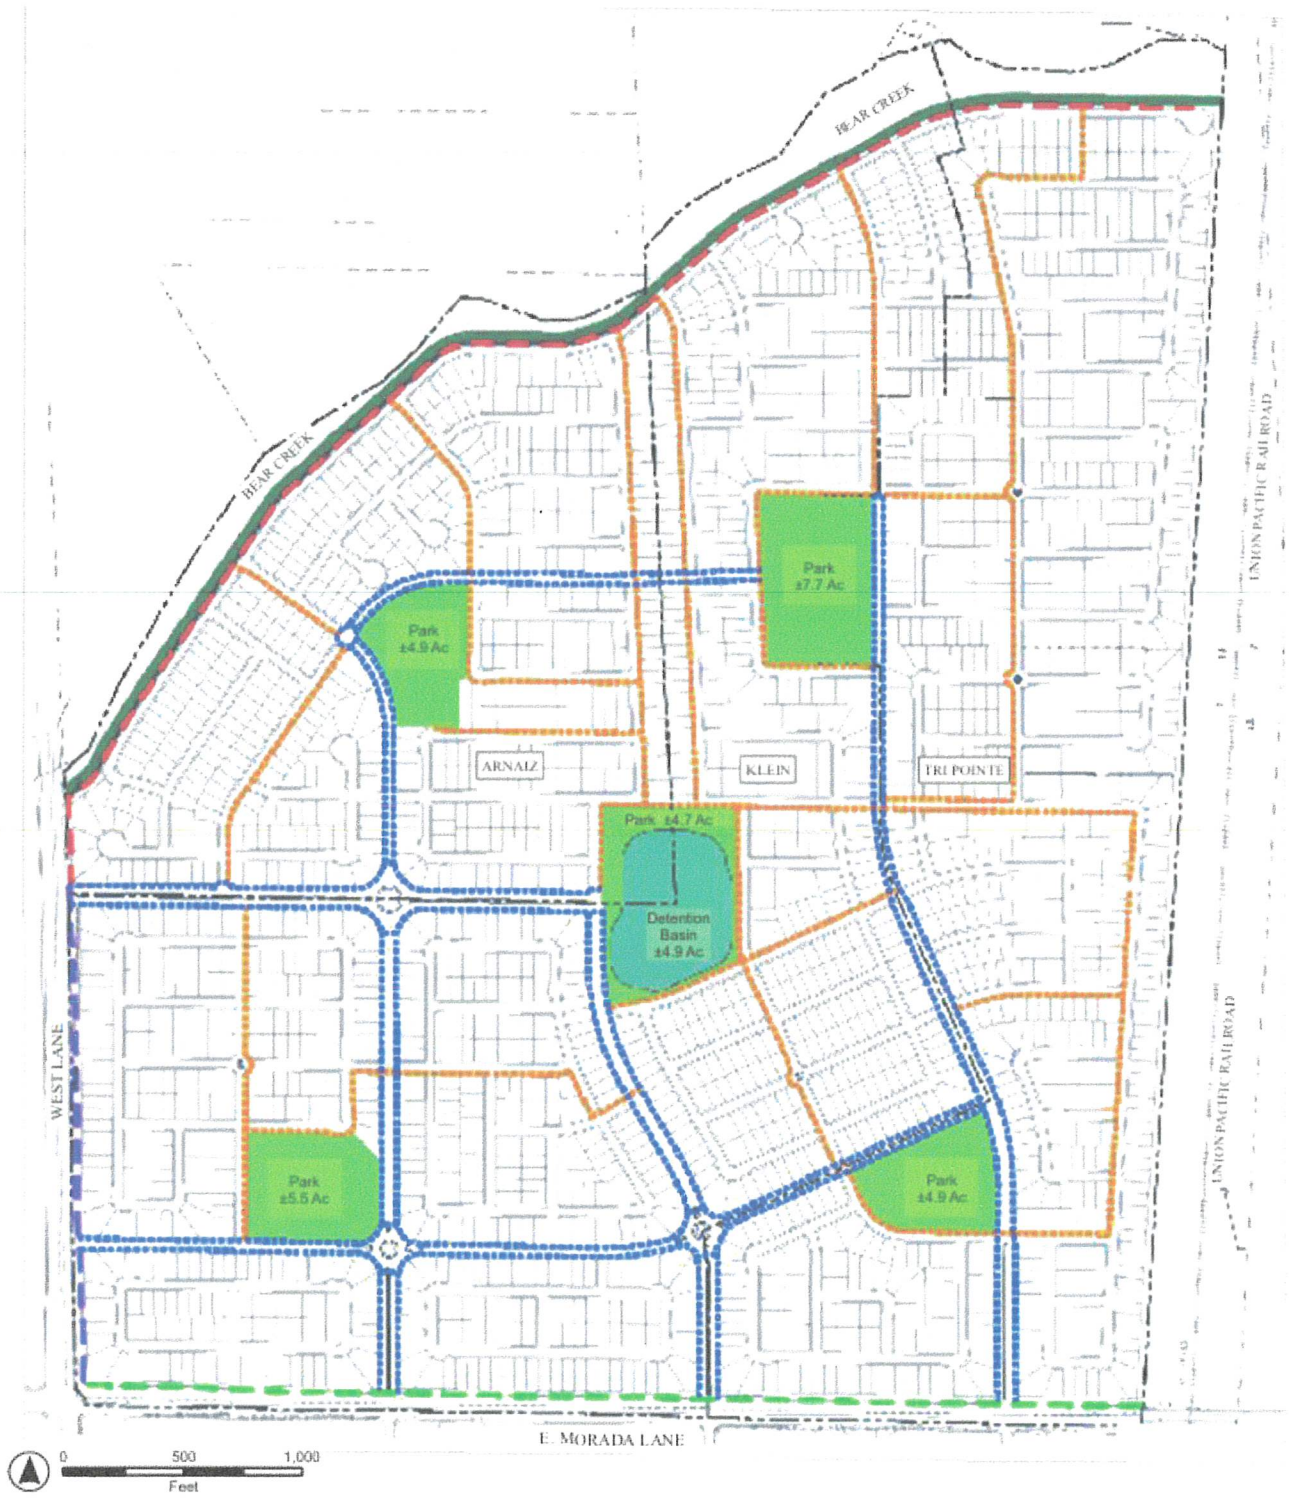 BEAR CREEK
BEAR CREEK
UNION PACIFIC RAILROAD
Park
±7.7 Ac
Park
±4.9 Ac
ARNAIZ
KLEIN
TRI POINTE
Park ±4.7 Ac
Detention
Basin
±4.9 Ac
WEST LANE
UNION PACIFIC RAILROAD
Park
±5.5 Ac
Park
±4.9 Ac
E. MORADA LANE
0 500 1,000
Feet